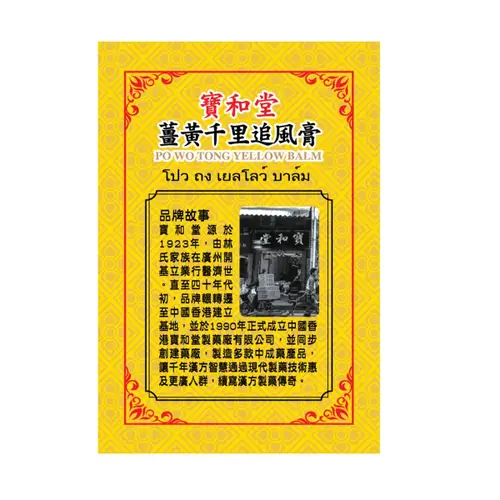 寶和堂
薑黃千里追風膏
PO WO TONG YELLOW BALM
โปว ถง เยลโลว์ บาล์ม
品牌故事
寶和堂源於
1923年，由林
氏家族在廣州開
基立業行醫濟世
。直至四十年代
初，品牌輾轉遷
至中國香港建立
基地，並於1990年正式成立中國香
港寶和堂製藥廠有限公司，並同步
創建藥廠，製造多款中成藥產品，
讓千年漢方智慧通過現代製藥技術惠
及更廣人群，續寫漢方製藥傳奇。
堂和寶